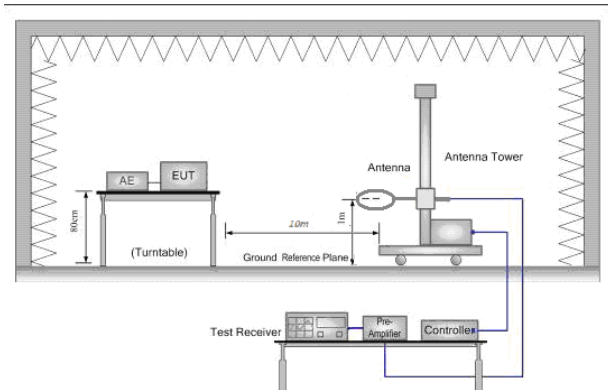 Antenna Tower
Antenna
AE
EUT
80cm
10m
1m
(Turntable)
Ground Reference Plane
Test Receiver
Pre-
Amplifier
Controller